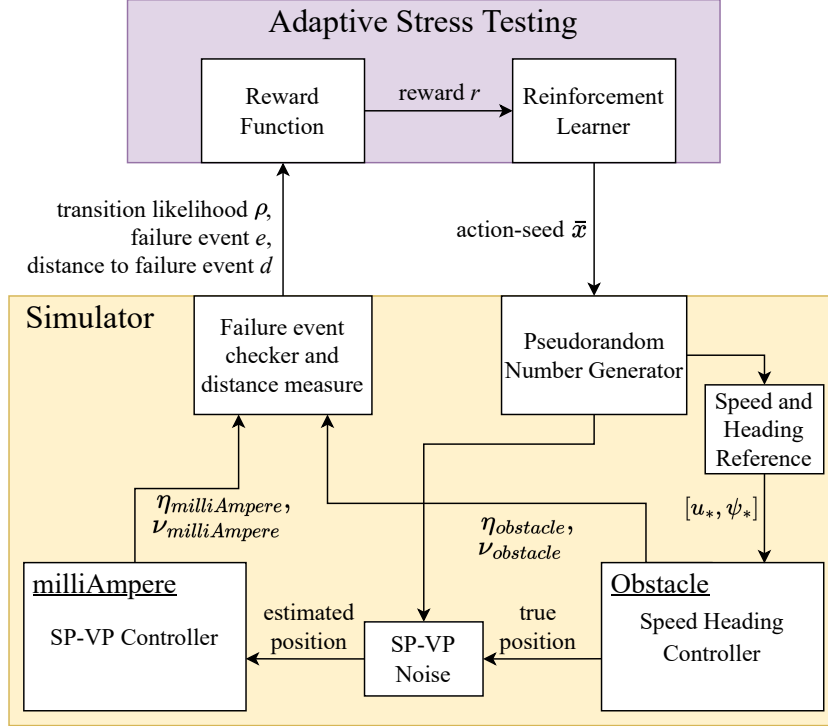 Adaptive Stress Testing
Reward
Function
reward r
Reinforcement
Learner
transition likelihood ρ,
failure event e,
distance to failure event d
action-seed x̄
Simulator
Failure event
checker and
distance measure
Pseudorandom
Number Generator
Speed and
Heading
Reference
η_milliAmpere,
ν_milliAmpere
η_obstacle,
ν_obstacle
[u_*, ψ_*]
milliAmpere
SP-VP Controller
estimated
position
SP-VP
Noise
true
position
Obstacle
Speed Heading
Controller